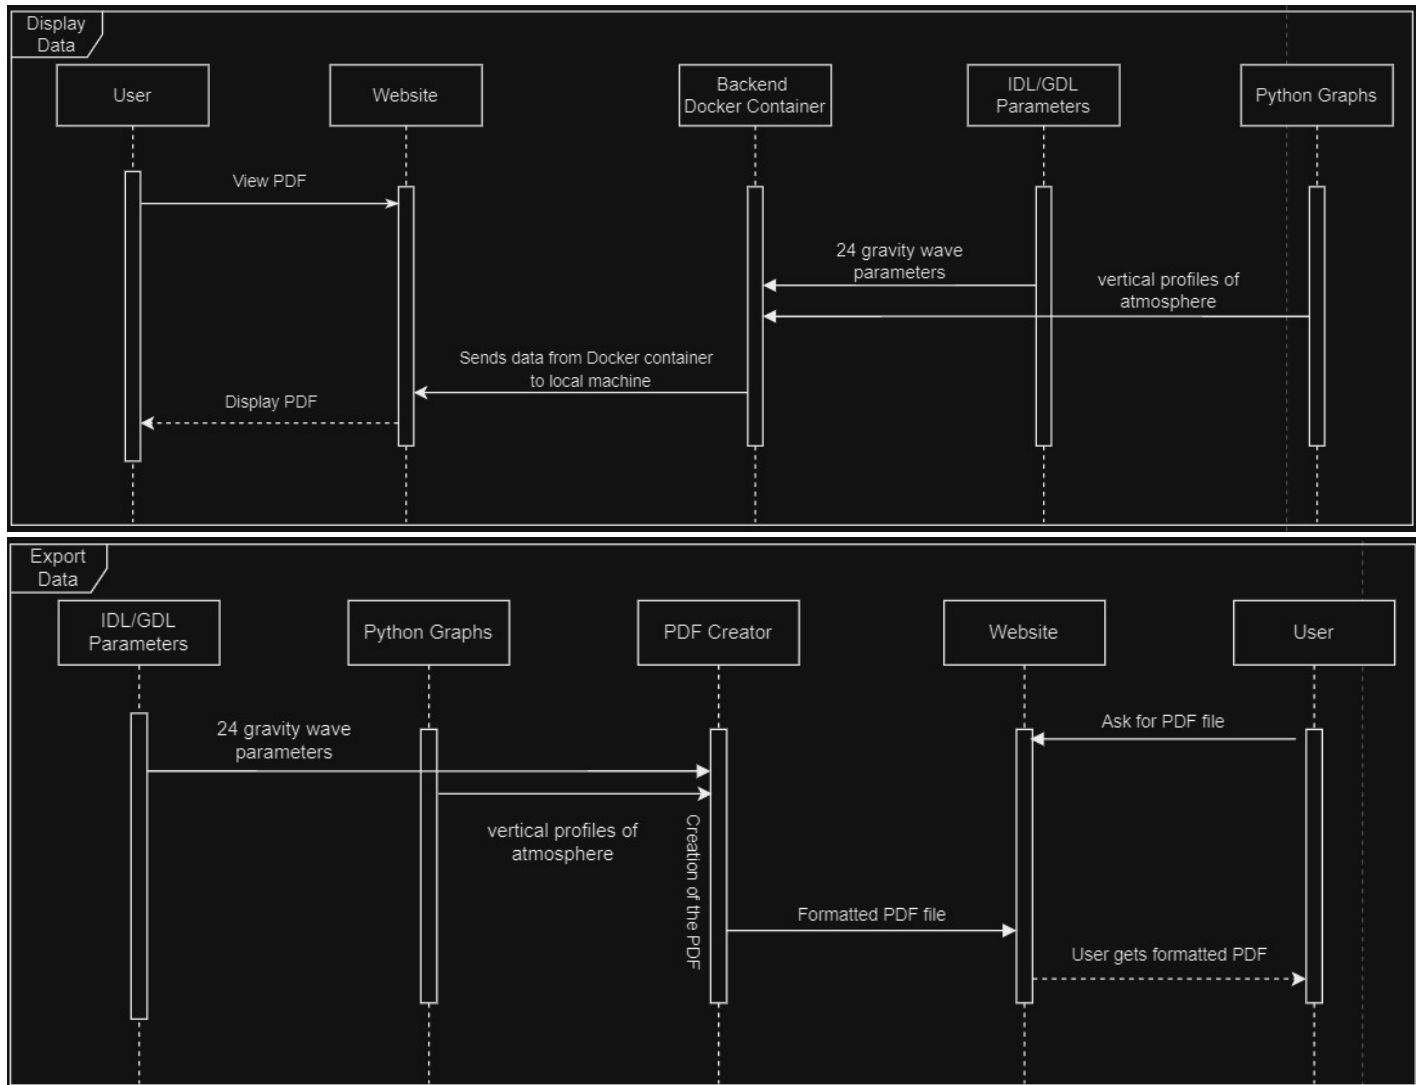 Display
Data
User
Website
Backend
Docker Container
IDL/GDL
Parameters
Python Graphs
View PDF
24 gravity wave
parameters
vertical profiles of
atmosphere
Sends data from Docker container
to local machine
Display PDF
Export
Data
IDL/GDL
Parameters
Python Graphs
PDF Creator
Website
User
24 gravity wave
parameters
Ask for PDF file
vertical profiles of
atmosphere
Creation of the PDF
Formatted PDF file
User gets formatted PDF